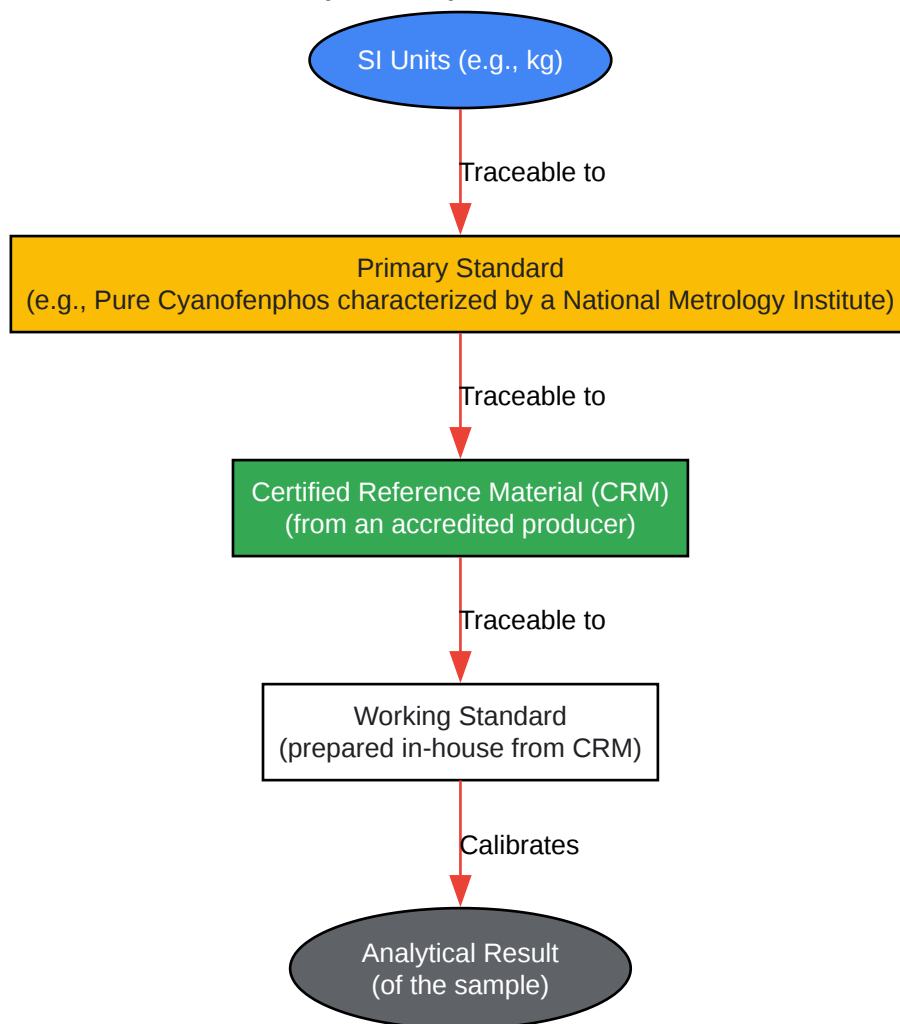 SI Units (e.g., kg)
Traceable to
Primary Standard
(e.g., Pure Cyanofenphos characterized by a National Metrology Institute)
Traceable to
Certified Reference Material (CRM)
(from an accredited producer)
Traceable to
Working Standard
(prepared in-house from CRM)
Calibrates
Analytical Result
(of the sample)